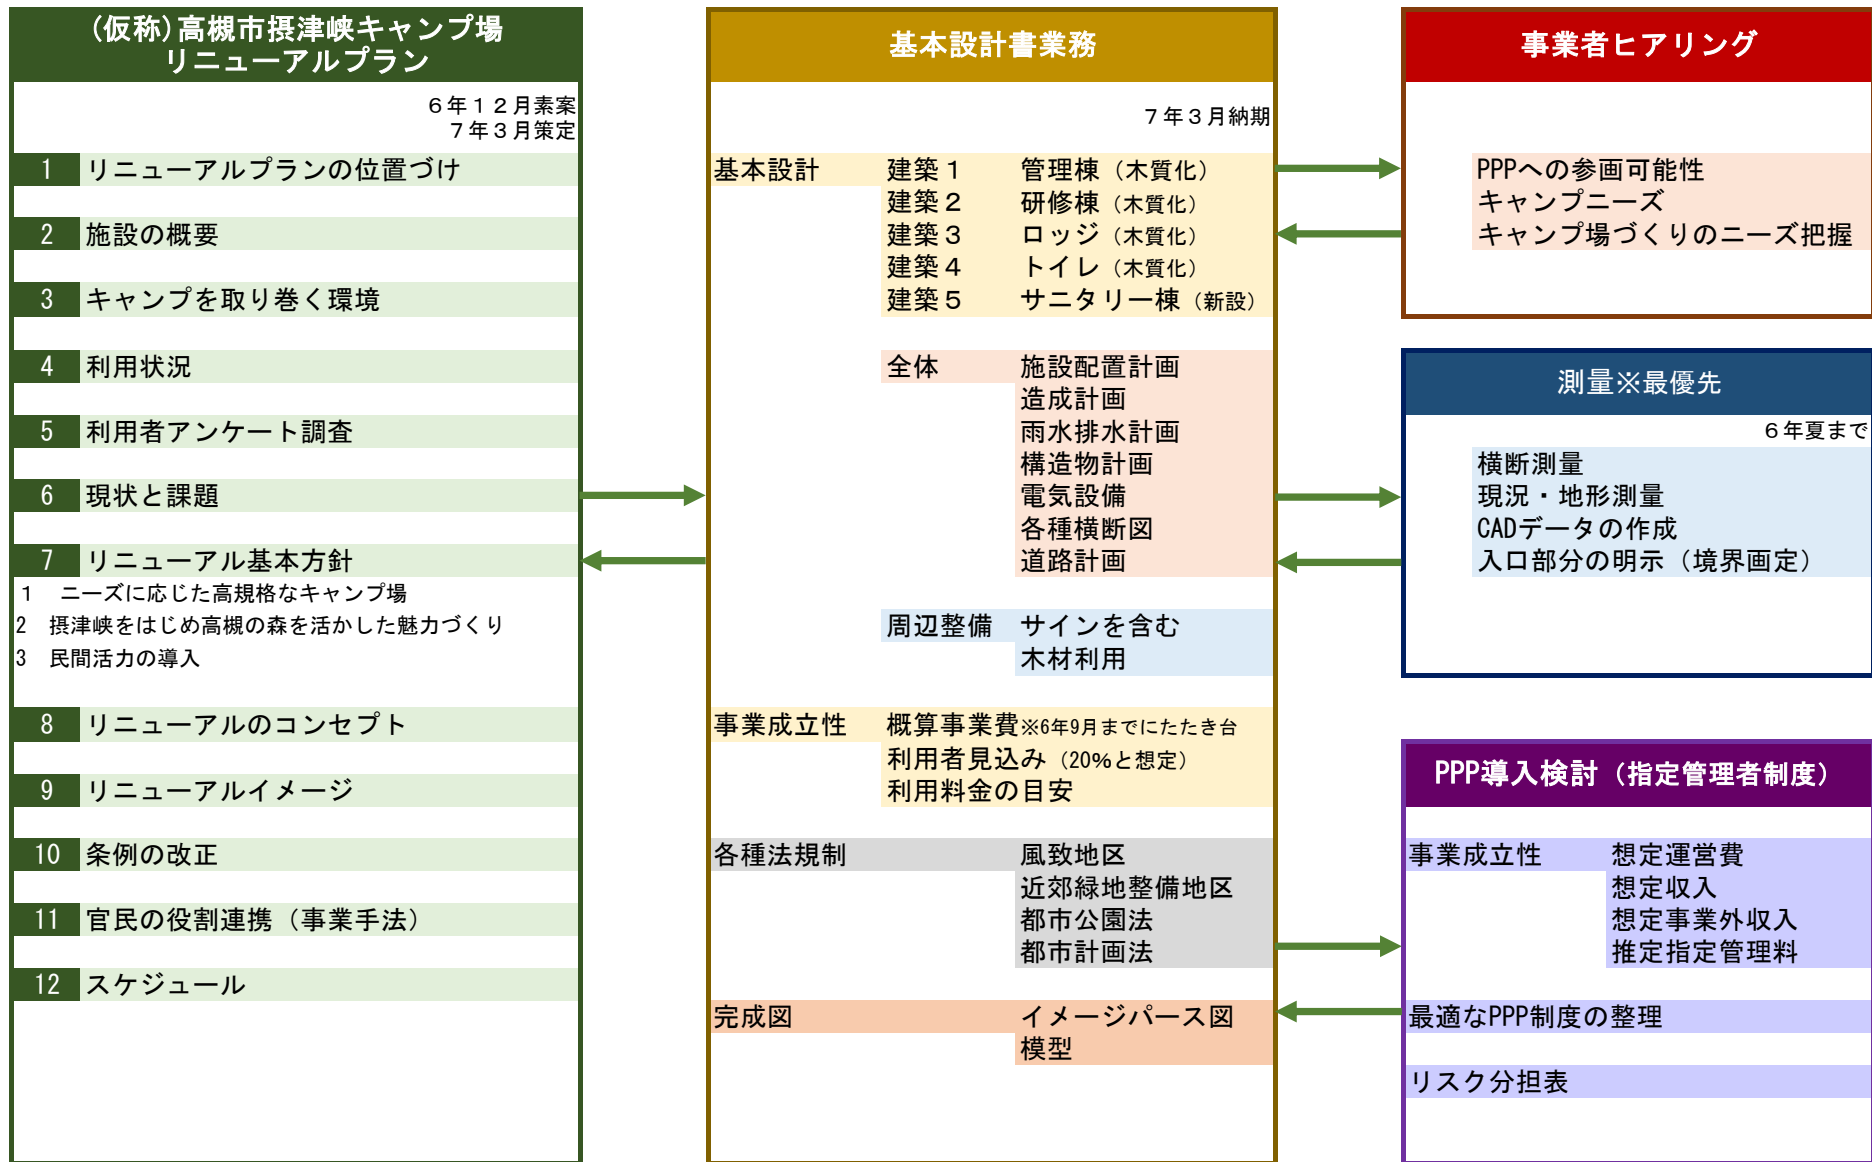 (仮称)高槻市摂津峡キャンプ場
リニューアルプラン
６年１２月素案
７年３月策定
1 リニューアルプランの位置づけ
2 施設の概要
3 キャンプを取り巻く環境
4 利用状況
5 利用者アンケート調査
6 現状と課題
7 リニューアル基本方針
1　ニーズに応じた高規格なキャンプ場
2　摂津峡をはじめ高槻の森を活かした魅力づくり
3　民間活力の導入
8 リニューアルのコンセプト
9 リニューアルイメージ
10 条例の改正
11 官民の役割連携（事業手法）
12 スケジュール
基本設計書業務
７年３月納期
基本設計 建築１ 管理棟（木質化）
建築２ 研修棟（木質化）
建築３ ロッジ（木質化）
建築４ トイレ（木質化）
建築５ サニタリー棟（新設）
全体 施設配置計画
造成計画
雨水排水計画
構造物計画
電気設備
各種横断図
道路計画
周辺整備 サインを含む
木材利用
事業成立性 概算事業費※6年9月までにたたき台
利用者見込み（20%と想定）
利用料金の目安
各種法規制 風致地区
近郊緑地整備地区
都市公園法
都市計画法
完成図 イメージパース図
模型
事業者ヒアリング
PPPへの参画可能性
キャンプニーズ
キャンプ場づくりのニーズ把握
測量※最優先
６年夏まで
横断測量
現況・地形測量
CADデータの作成
入口部分の明示（境界画定）
PPP導入検討（指定管理者制度）
事業成立性 想定運営費
想定収入
想定事業外収入
推定指定管理料
最適なPPP制度の整理
リスク分担表